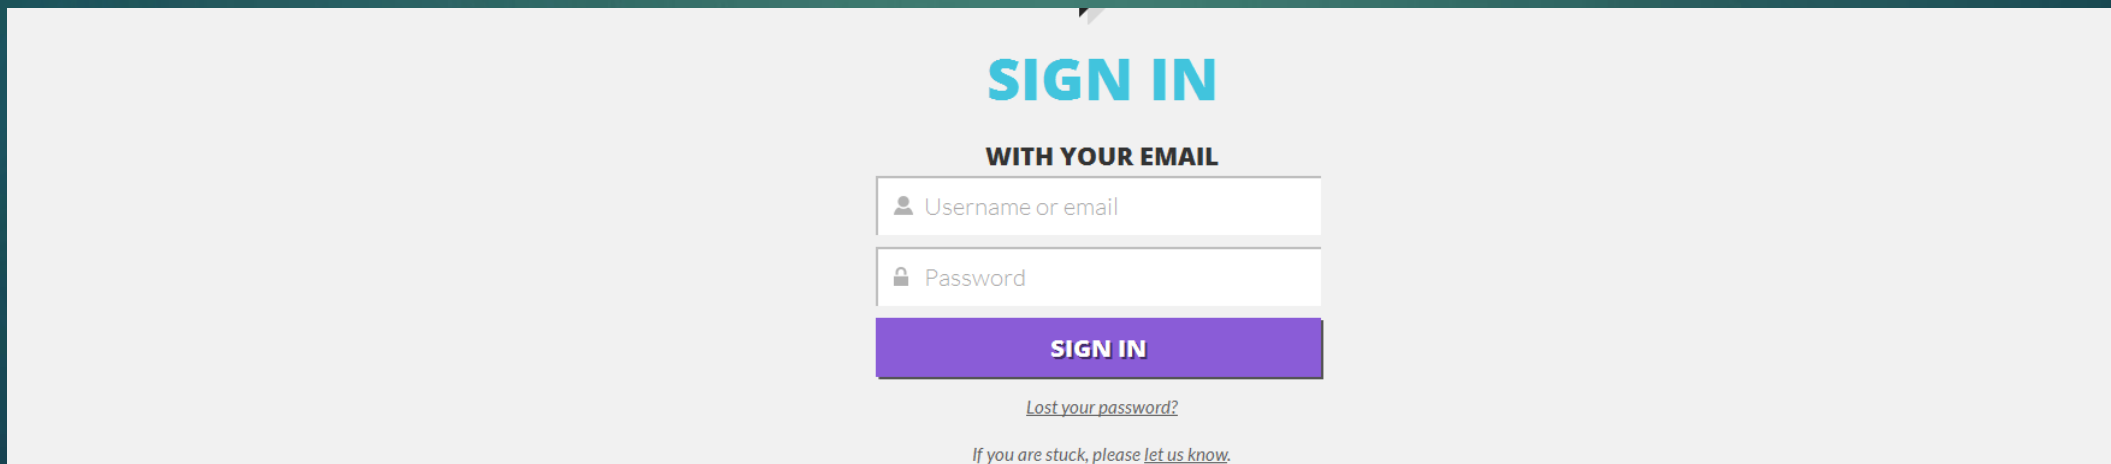 SIGN IN
WITH YOUR EMAIL
Username or email
Password
SIGN IN
Lost your password?
If you are stuck, please let us know.